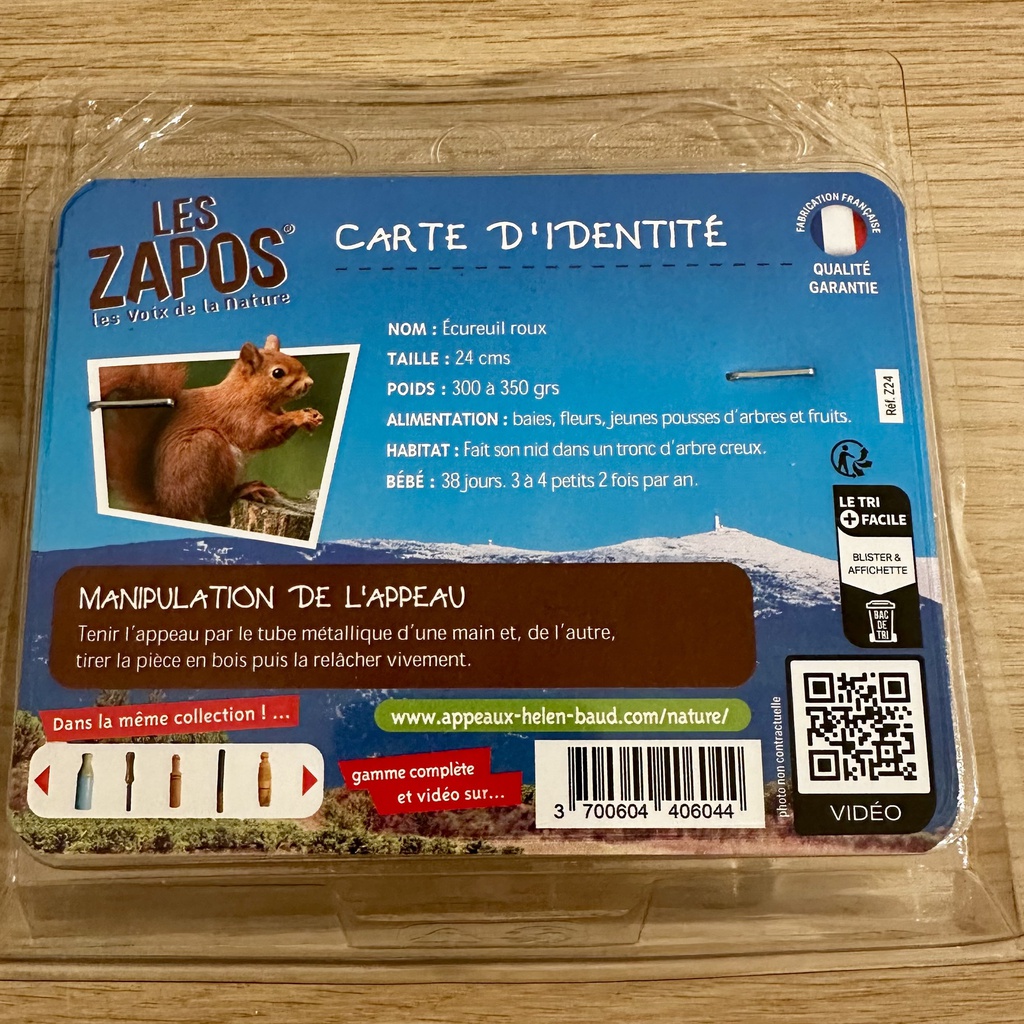 LES
ZAPOS®
les Voix de la Nature
CARTE D'IDENTITÉ
FABRICATION FRANÇAISE
QUALITÉ
GARANTIE
NOM : Écureuil roux
TAILLE : 24 cms
POIDS : 300 à 350 grs
ALIMENTATION : baies, fleurs, jeunes pousses d'arbres et fruits.
HABITAT : Fait son nid dans un tronc d'arbre creux.
BÉBÉ : 38 jours. 3 à 4 petits 2 fois par an.
Réf. Z24
LE TRI
+ FACILE
BLISTER &
AFFICHETTE
BAC
DE
TRI
MANIPULATION DE L'APPEAU
Tenir l'appeau par le tube métallique d'une main et, de l'autre,
tirer la pièce en bois puis la relâcher vivement.
Dans la même collection ! ...
www.appeaux-helen-baud.com/nature/
gamme complète
et vidéo sur...
3 700604 406044
photo non contractuelle
VIDÉO